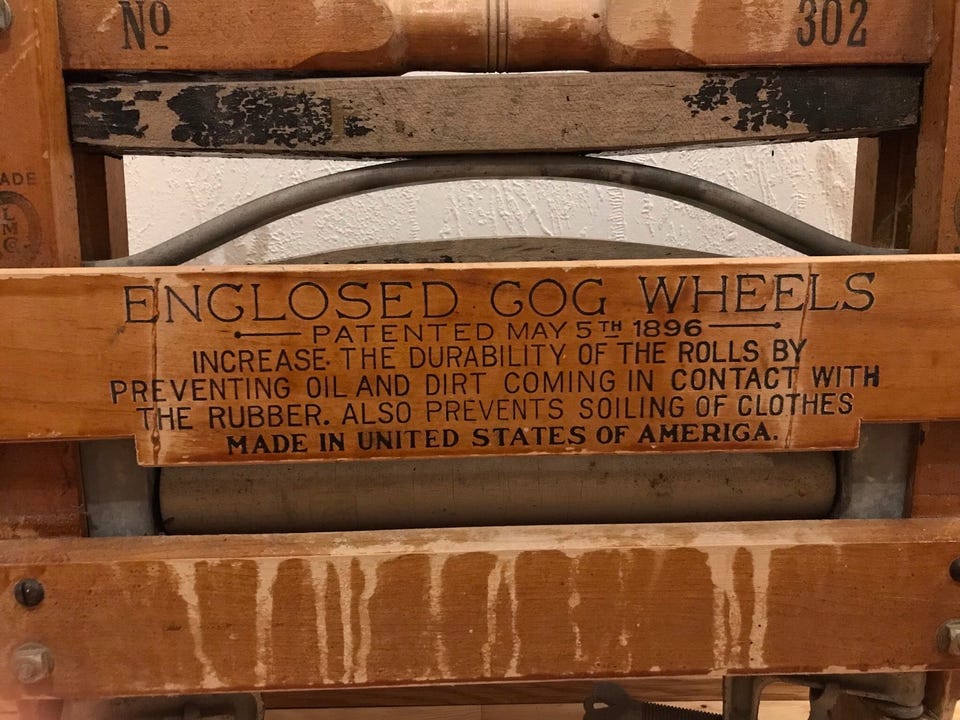 Nº 302
ADE
L
M
C
ENCLOSED COG WHEELS
PATENTED MAY 5TH 1896
INCREASE THE DURABILITY OF THE ROLLS BY
PREVENTING OIL AND DIRT COMING IN CONTACT WITH
THE RUBBER. ALSO PREVENTS SOILING OF CLOTHES
MADE IN UNITED STATES OF AMERICA.